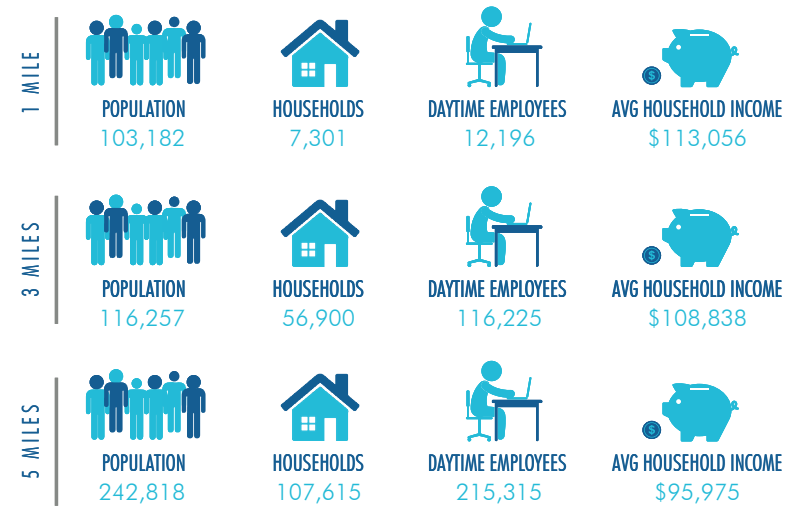 1 MILE
POPULATION
103,182
HOUSEHOLDS
7,301
DAYTIME EMPLOYEES
12,196
$
AVG HOUSEHOLD INCOME
$113,056
3 MILES
POPULATION
116,257
HOUSEHOLDS
56,900
DAYTIME EMPLOYEES
116,225
$
AVG HOUSEHOLD INCOME
$108,838
5 MILES
POPULATION
242,818
HOUSEHOLDS
107,615
DAYTIME EMPLOYEES
215,315
$
AVG HOUSEHOLD INCOME
$95,975